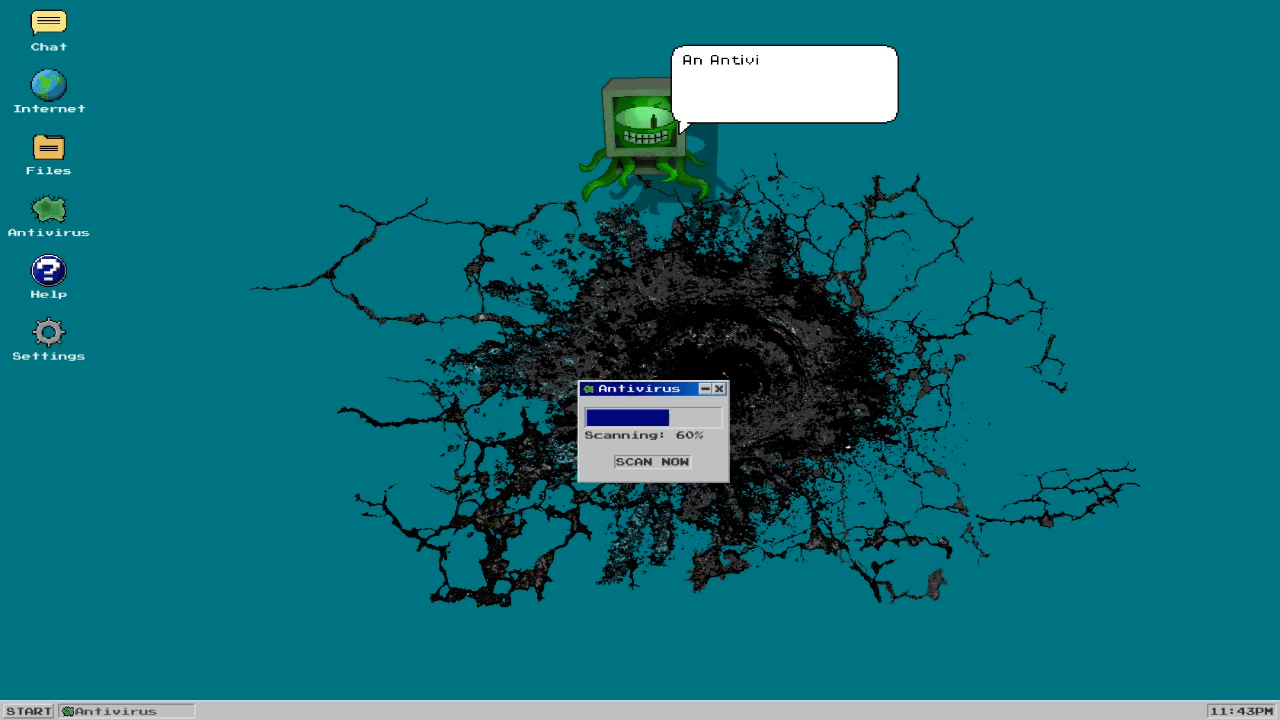 Chat
Internet
Files
Antivirus
Help
Settings
An Antivi
Antivirus
Scanning: 60%
SCAN NOW
START
Antivirus
11:43PM